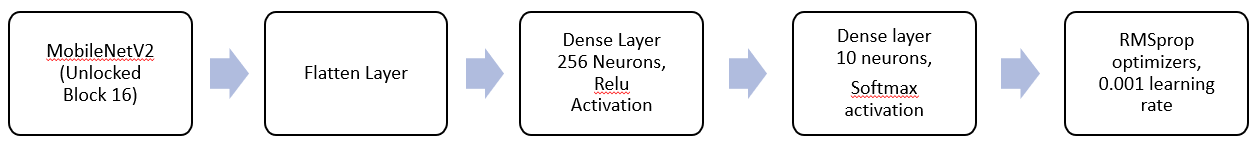 MobileNetV2
(Unlocked
Block 16)
Flatten Layer
Dense Layer
256 Neurons,
Relu
Activation
Dense layer
10 neurons,
Softmax
activation
RMSprop
optimizers,
0.001 learning
rate